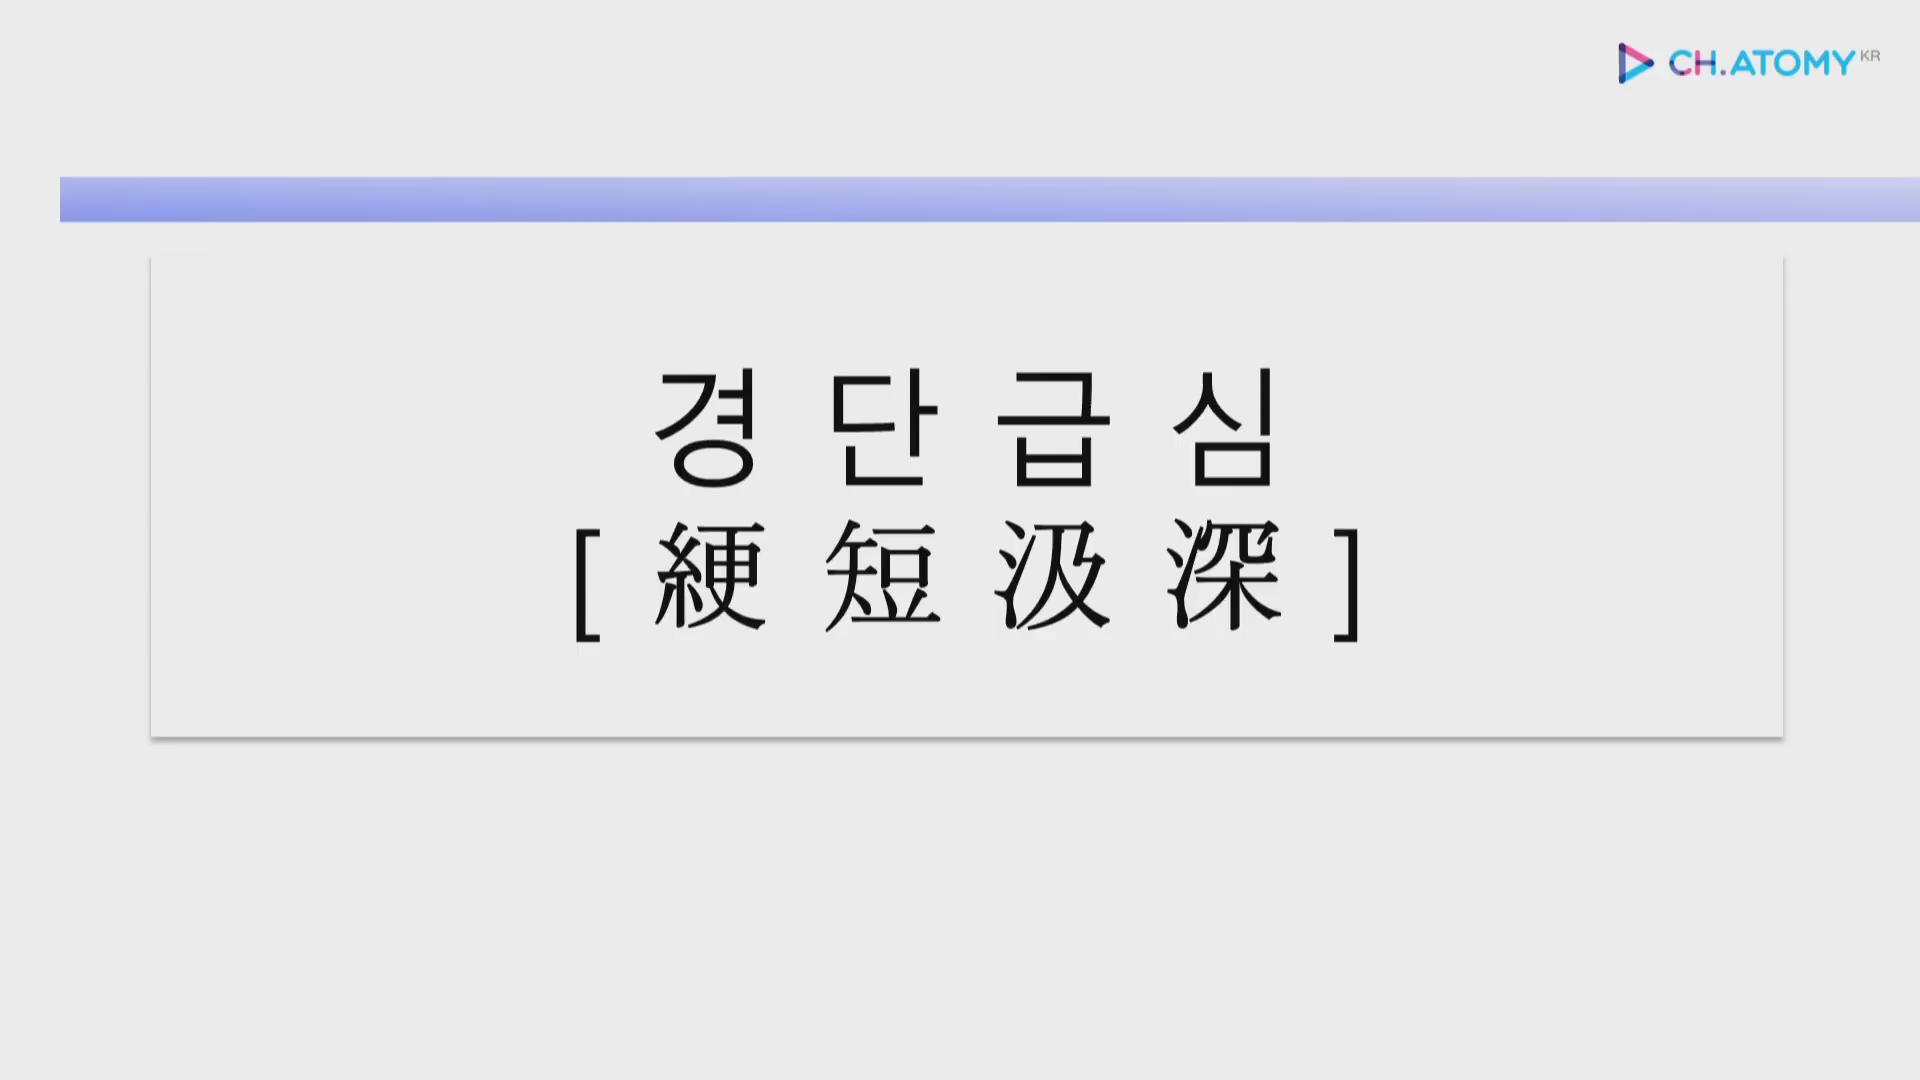 CH.ATOMY KR
경 단 급 심
[ 綆 短 汲 深 ]